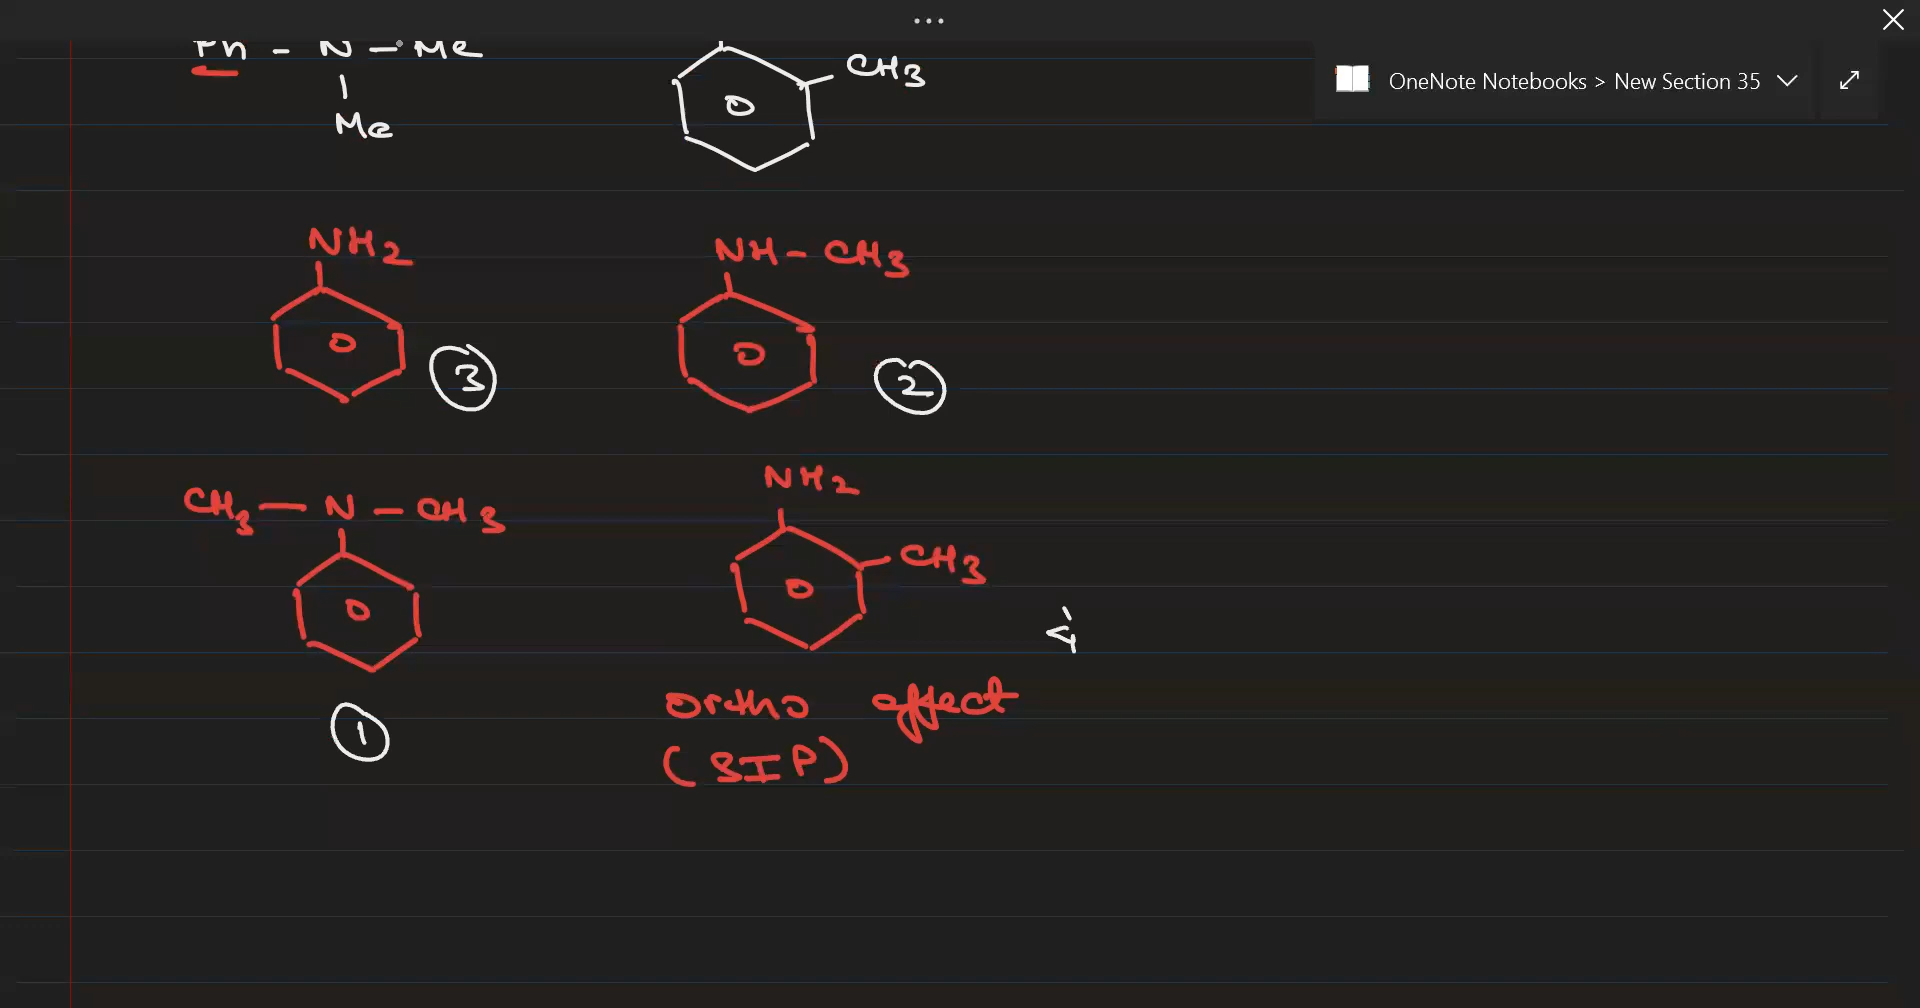 Ph - N - Me
Me
CH3
OneNote Notebooks > New Section 35
NH2
NH - CH3
3
2
NH2
CH3 - N - CH3
CH3
4
ortho effect
1
(SIP)